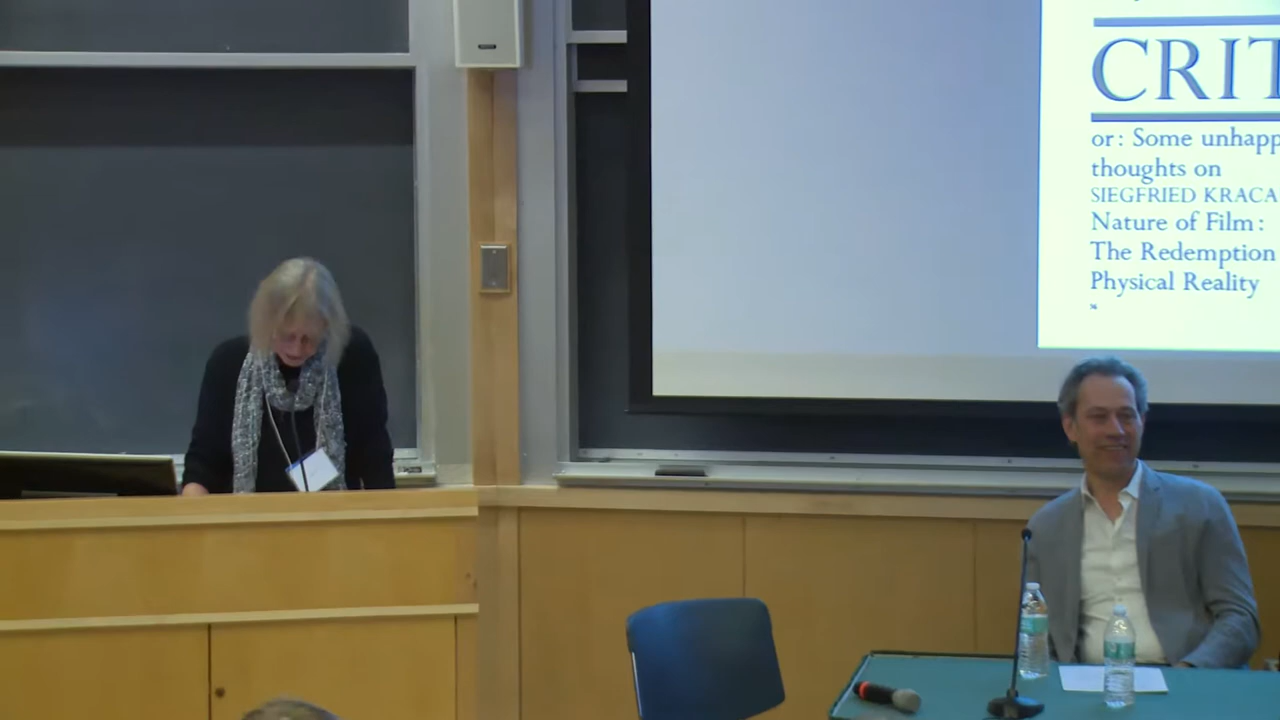 CRIT
or: Some unhapp
thoughts on
SIEGFRIED KRACA
Nature of Film:
The Redemption
Physical Reality